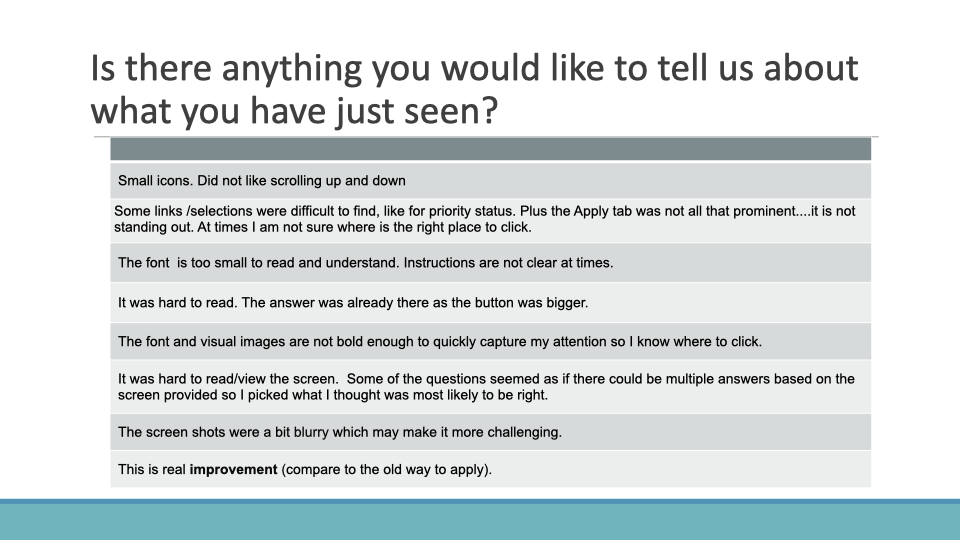 Is there anything you would like to tell us about
what you have just seen?
Small icons. Did not like scrolling up and down
Some links /selections were difficult to find, like for priority status. Plus the Apply tab was not all that prominent....it is not
standing out. At times I am not sure where is the right place to click.
The font  is too small to read and understand. Instructions are not clear at times.
It was hard to read. The answer was already there as the button was bigger.
The font and visual images are not bold enough to quickly capture my attention so I know where to click.
It was hard to read/view the screen.  Some of the questions seemed as if there could be multiple answers based on the
screen provided so I picked what I thought was most likely to be right.
The screen shots were a bit blurry which may make it more challenging.
This is real improvement (compare to the old way to apply).